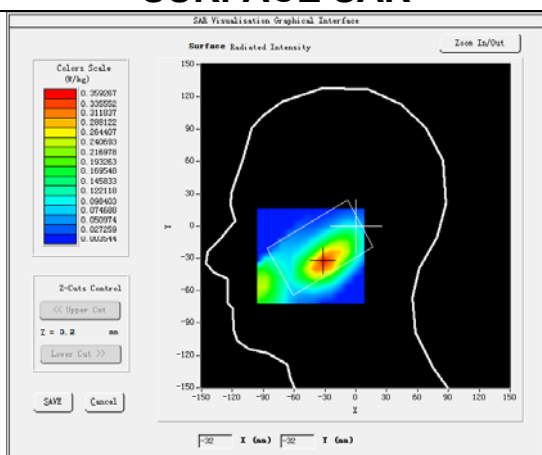 SURFACE SAR
SAR Visualisation Graphical Interface
Surface Radiated Intensity
Zoom In/Out
Colors Scale
(W/kg)
0.359267
0.335552
0.311837
0.288122
0.264407
0.240693
0.216978
0.193263
0.169548
0.145833
0.122118
0.098403
0.074688
0.050974
0.027259
0.003544
Z-Cuts Control
<< Upper Cut
Z = 3.2 mm
Lower Cut >>
SAVE
Cancel
150
120
90
60
30
0
-30
-60
-90
-120
-150
Y
-150 -120 -90 -60 -30 0 30 60 90 120 150
X
-32 X (mm) -32 Y (mm)